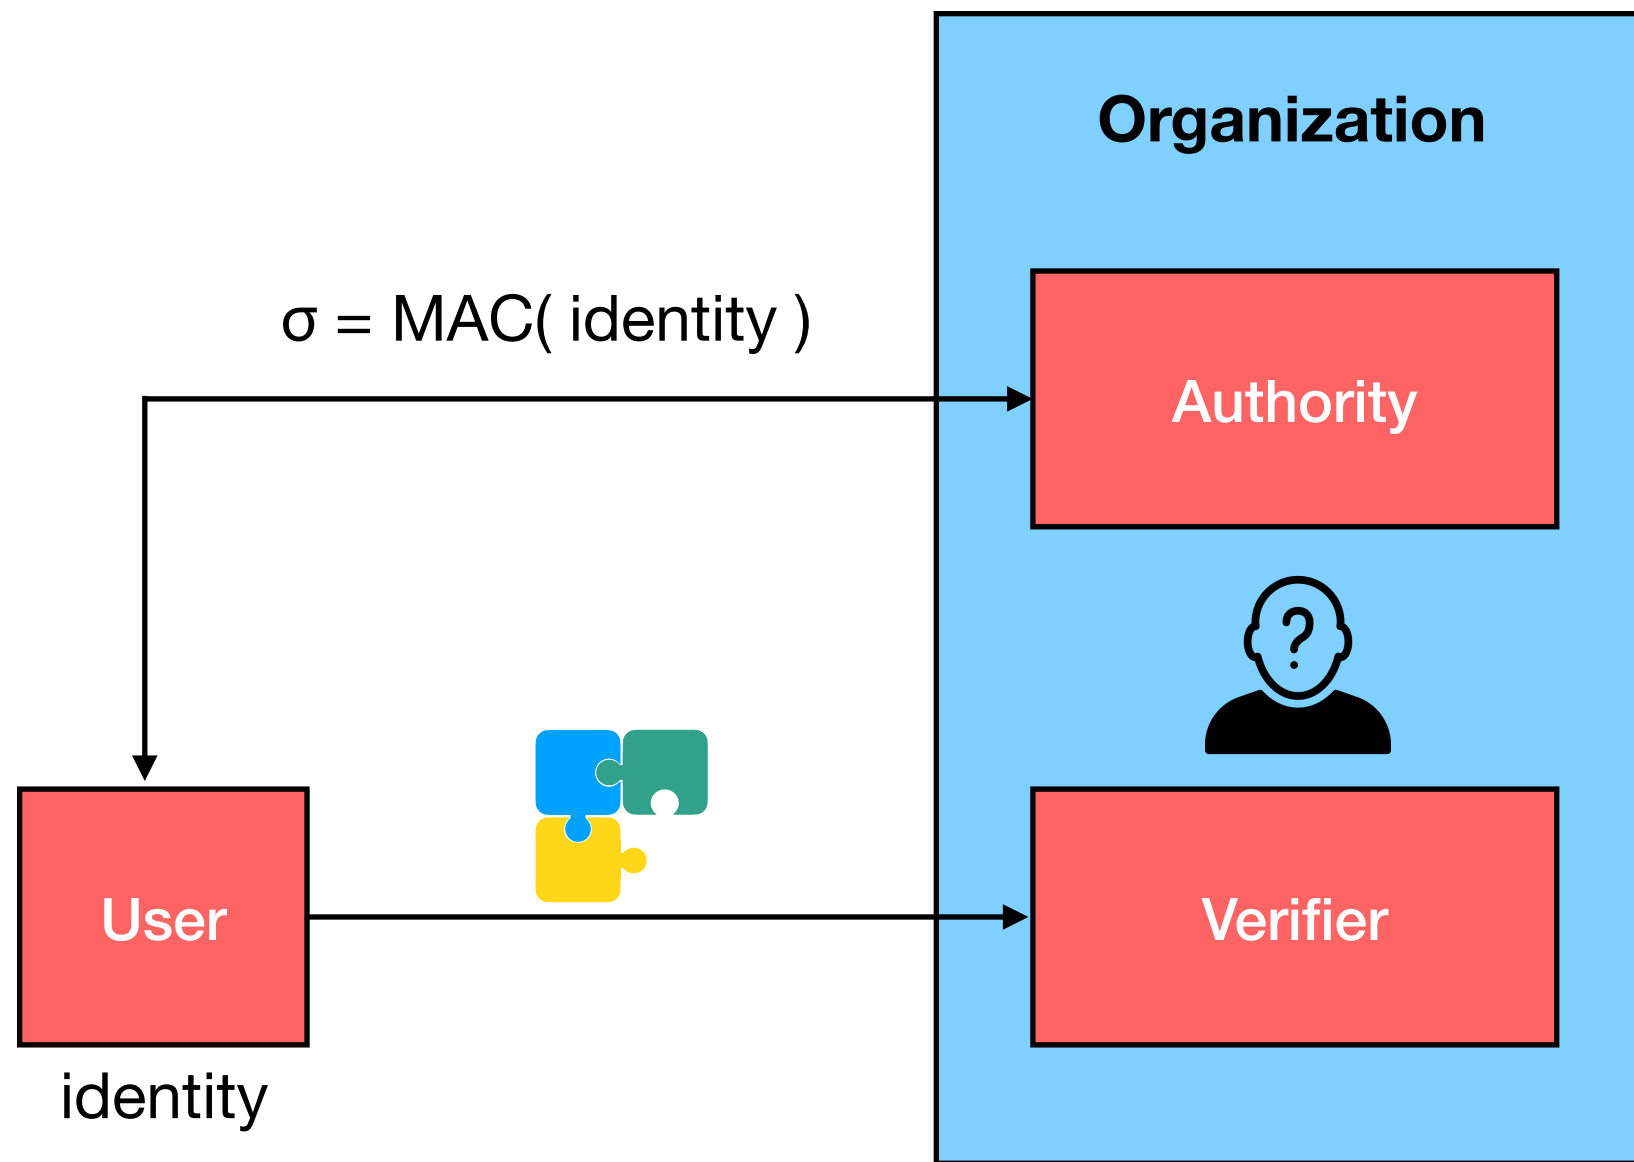 Organization
σ = MAC( identity )
Authority
?
User
Verifier
identity